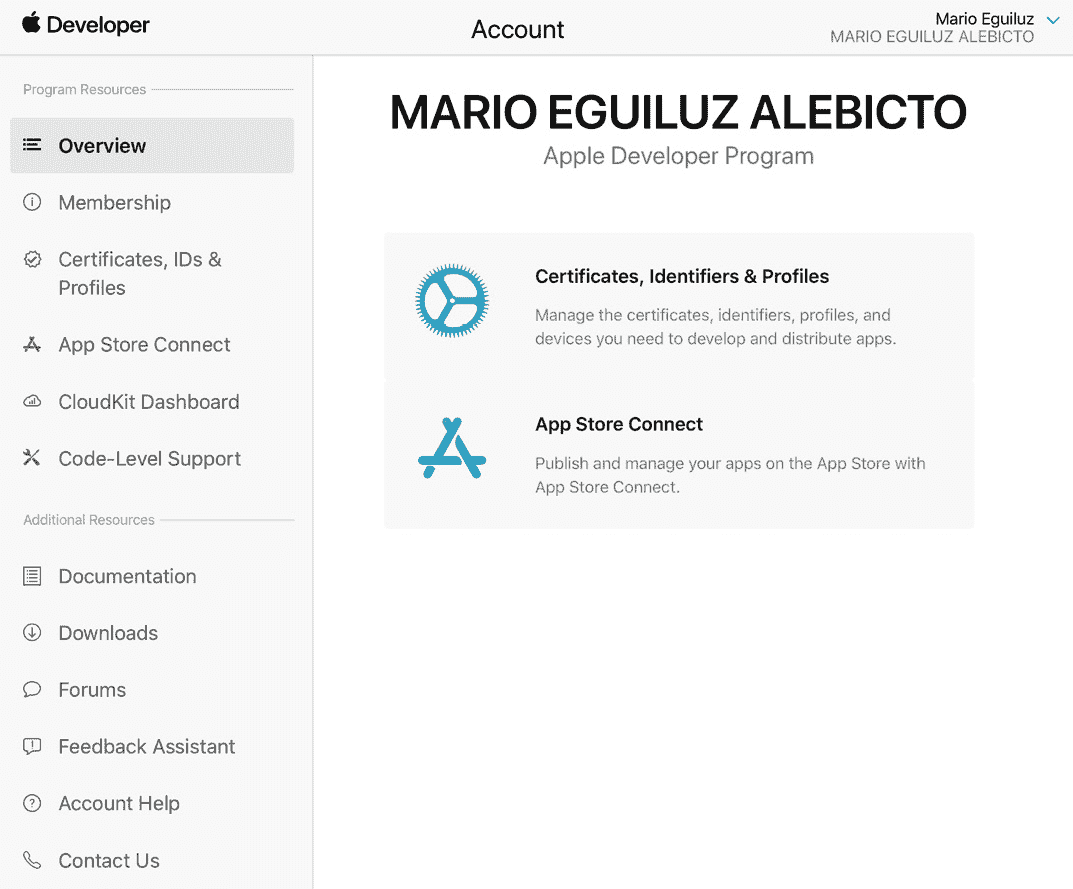 Developer
Account
Mario Eguiluz
MARIO EGUILUZ ALEBICTO
Program Resources
Overview
Membership
Certificates, IDs &
Profiles
App Store Connect
CloudKit Dashboard
Code-Level Support
Additional Resources
Documentation
Downloads
Forums
Feedback Assistant
Account Help
Contact Us
MARIO EGUILUZ ALEBICTO
Apple Developer Program
Certificates, Identifiers & Profiles
Manage the certificates, identifiers, profiles, and
devices you need to develop and distribute apps.
App Store Connect
Publish and manage your apps on the App Store with
App Store Connect.